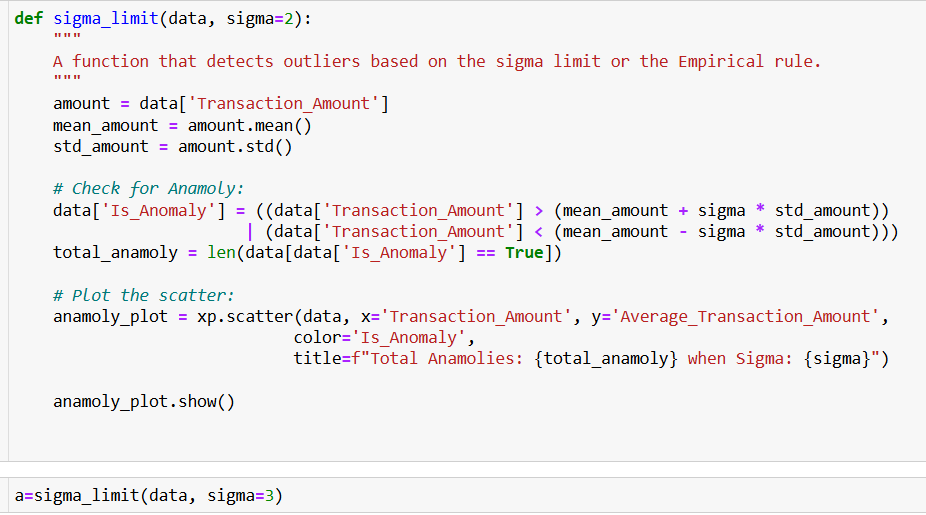 def sigma_limit(data, sigma=2):
    """
    A function that detects outliers based on the sigma limit or the Empirical rule.
    """
    amount = data['Transaction_Amount']
    mean_amount = amount.mean()
    std_amount = amount.std()

    # Check for Anamoly:
    data['Is_Anomaly'] = ((data['Transaction_Amount'] > (mean_amount + sigma * std_amount))
                        | (data['Transaction_Amount'] < (mean_amount - sigma * std_amount)))
    total_anamoly = len(data[data['Is_Anomaly'] == True])

    # Plot the scatter:
    anamoly_plot = xp.scatter(data, x='Transaction_Amount', y='Average_Transaction_Amount',
                             color='Is_Anomaly',
                             title=f"Total Anamolies: {total_anamoly} when Sigma: {sigma}")

    anamoly_plot.show()

a=sigma_limit(data, sigma=3)